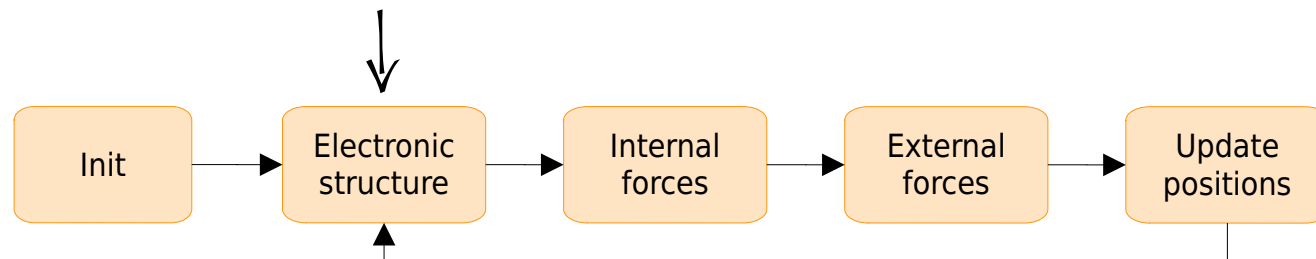 Init
Electronic
structure
Internal
forces
External
forces
Update
positions